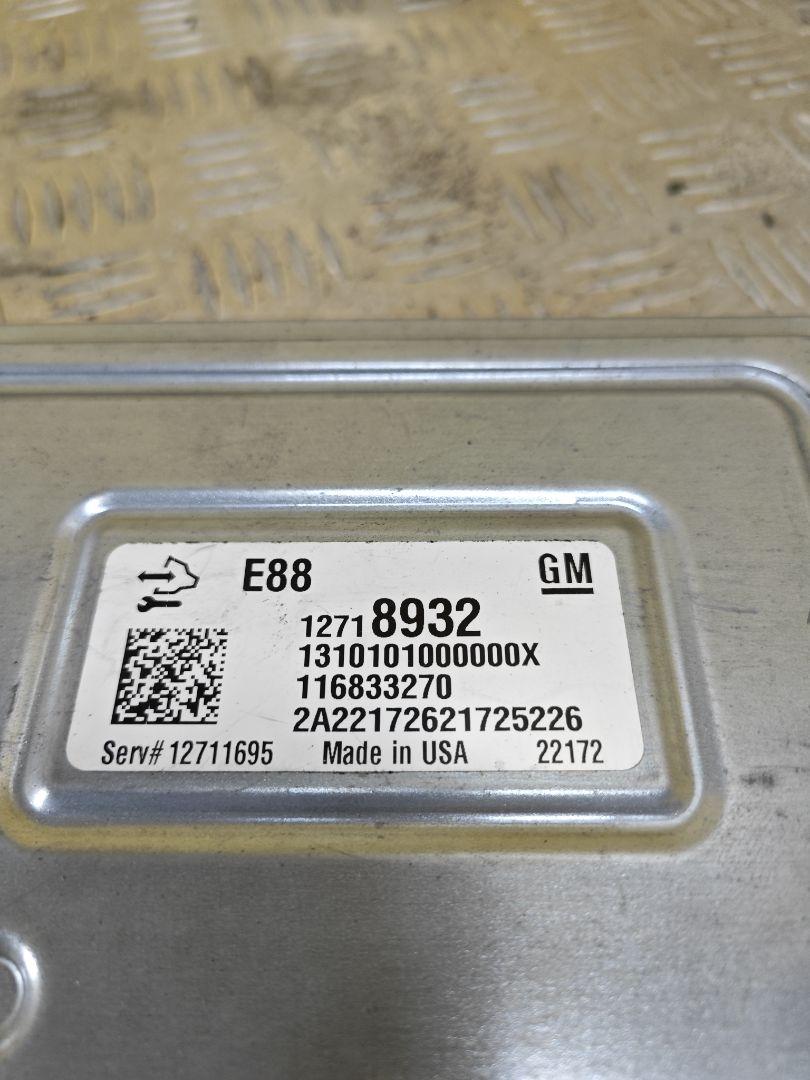 E88 GM
12718932
1310101000000X
116833270
2A22172621725226
Serv# 12711695 Made in USA 22172